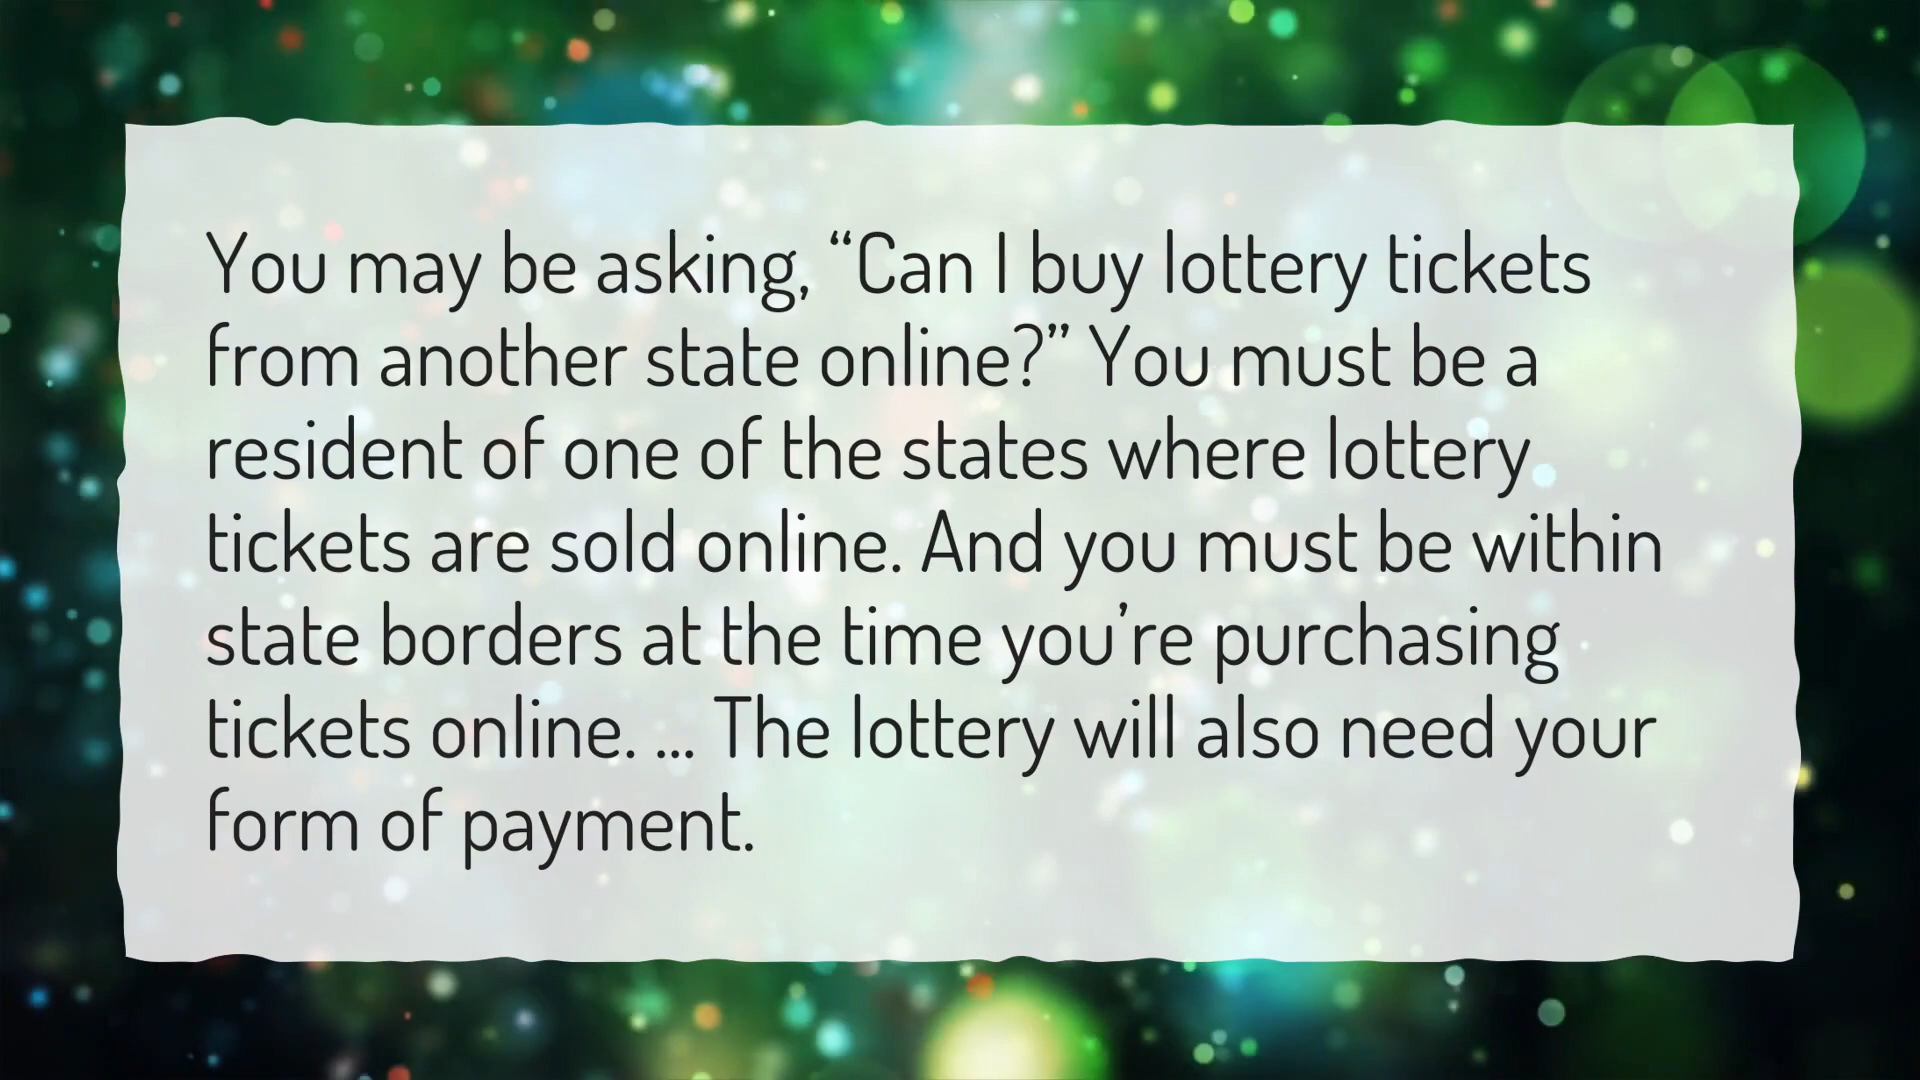 You may be asking, “Can I buy lottery tickets
from another state online?” You must be a
resident of one of the states where lottery
tickets are sold online. And you must be within
state borders at the time you’re purchasing
tickets online. ... The lottery will also need your
form of payment.